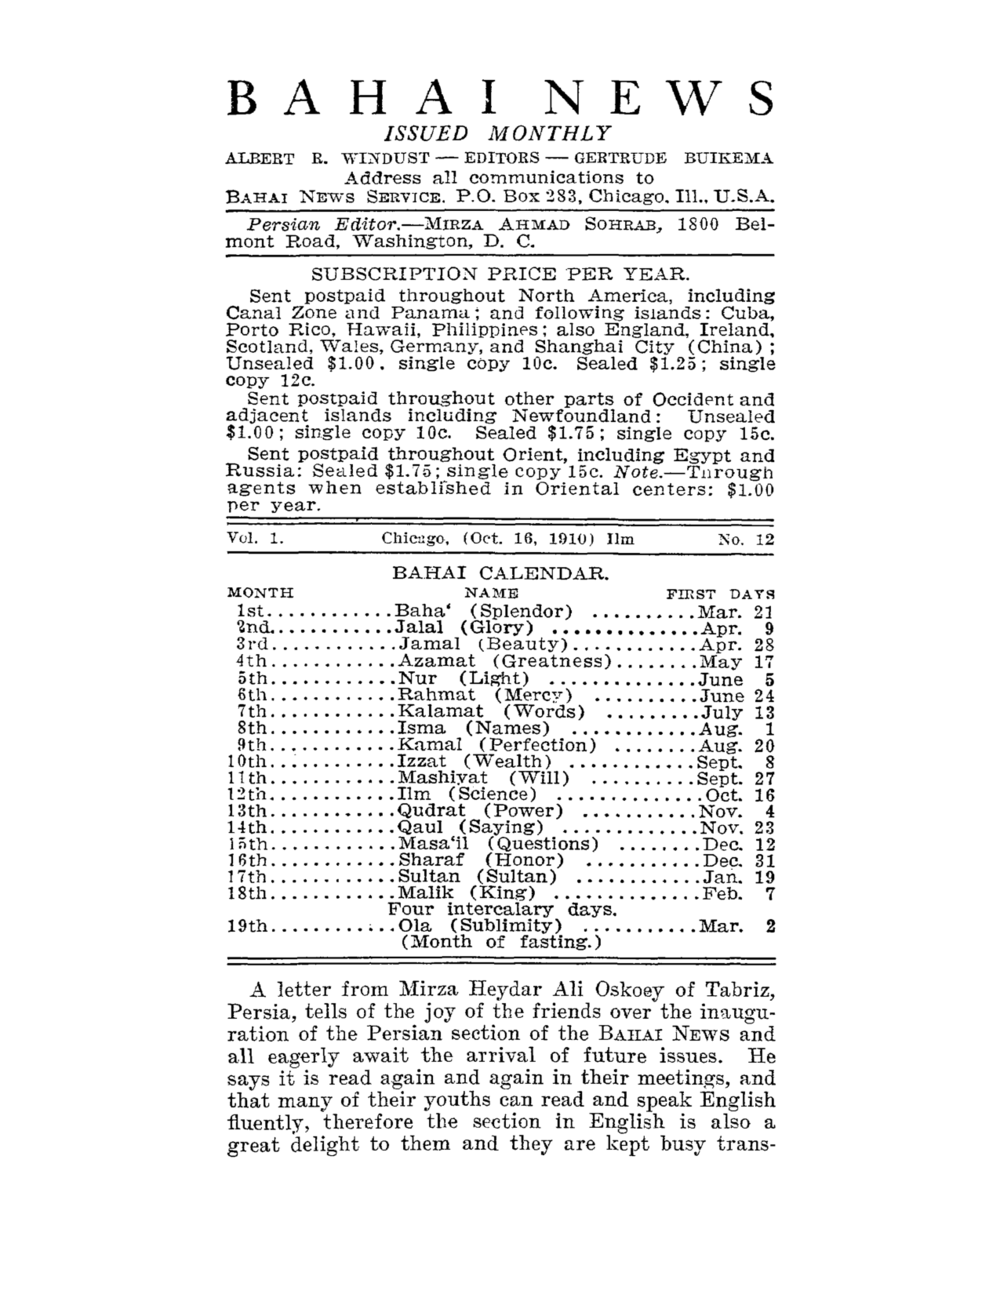 BAHAI NEWS
ISSUED MONTHLY
ALBERT R. WINDUST — EDITORS — GERTRUDE BUIKEMA
Address all communications to
BAHAI NEWS SERVICE. P.O. Box 283, Chicago, Ill., U.S.A.
Persian Editor.—MIRZA AHMAD SOHRAB, 1800 Bel-
mont Road, Washington, D. C.
SUBSCRIPTION PRICE PER YEAR.
Sent postpaid throughout North America, including
Canal Zone and Panama; and following islands: Cuba,
Porto Rico, Hawaii, Philippines; also England, Ireland,
Scotland, Wales, Germany, and Shanghai City (China);
Unsealed $1.00. single copy 10c. Sealed $1.25; single
copy 12c.
Sent postpaid throughout other parts of Occident and
adjacent islands including Newfoundland: Unsealed
$1.00; single copy 10c. Sealed $1.75; single copy 15c.
Sent postpaid throughout Orient, including Egypt and
Russia: Sealed $1.75; single copy 15c. Note.—Through
agents when established in Oriental centers: $1.00
per year.
Vol. 1. Chicago, (Oct. 16, 1910) Ilm No. 12
BAHAI CALENDAR.
MONTH NAME FIRST DAYS
1st............Baha‘ (Splendor) ..........Mar. 21
2nd............Jalal (Glory) ..............Apr. 9
3rd............Jamal (Beauty)............Apr. 28
4th............Azamat (Greatness)........May 17
5th............Nur (Light) ..............June 5
6th............Rahmat (Mercy) ..........June 24
7th............Kalamat (Words) .........July 13
8th............Isma (Names) ............Aug. 1
9th............Kamal (Perfection) ........Aug. 20
10th............Izzat (Wealth) ............Sept. 8
11th............Mashiyat (Will) ..........Sept. 27
12th............Ilm (Science) ..............Oct. 16
13th............Qudrat (Power) ...........Nov. 4
14th............Qaul (Saying) .............Nov. 23
15th............Masa‘il (Questions) ........Dec. 12
16th............Sharaf (Honor) ...........Dec. 31
17th............Sultan (Sultan) ............Jan. 19
18th............Malik (King) ..............Feb. 7
Four intercalary days.
19th............Ola (Sublimity) ...........Mar. 2
(Month of fasting.)
A letter from Mirza Heydar Ali Oskoey of Tabriz,
Persia, tells of the joy of the friends over the inaugu-
ration of the Persian section of the BAHAI NEWS and
all eagerly await the arrival of future issues. He
says it is read again and again in their meetings, and
that many of their youths can read and speak English
fluently, therefore the section in English is also a
great delight to them and they are kept busy trans-